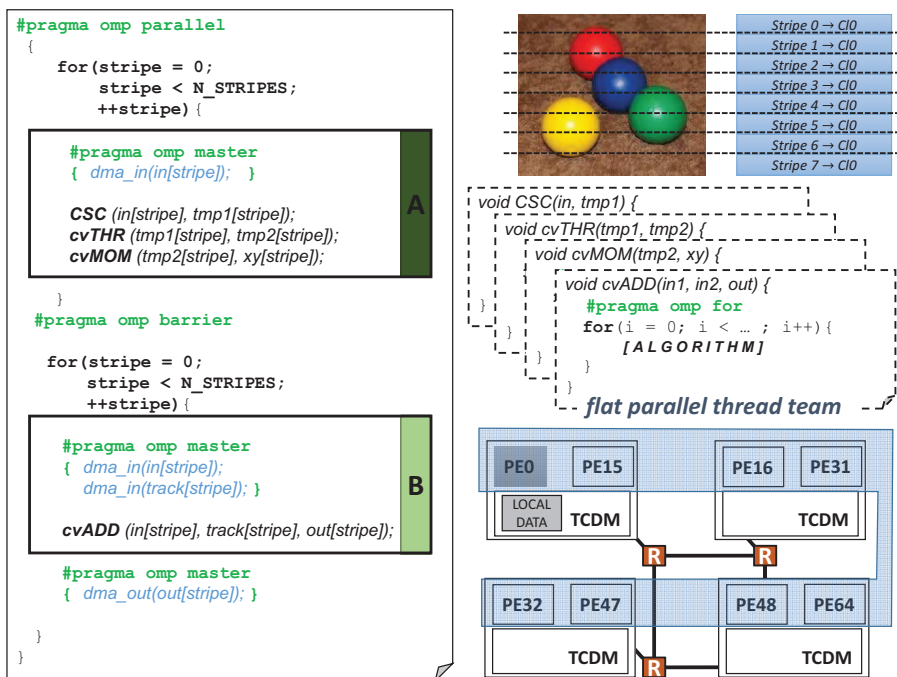 #pragma omp parallel
{
for(stripe = 0;
stripe < N_STRIPES;
++stripe){
#pragma omp master
{ dma_in(in[stripe]); }
CSC (in[stripe], tmp1[stripe]);
cvTHR (tmp1[stripe], tmp2[stripe]);
cvMOM (tmp2[stripe], xy[stripe]);
A
}
#pragma omp barrier
for(stripe = 0;
stripe < N_STRIPES;
++stripe){
#pragma omp master
{ dma_in(in[stripe]);
dma_in(track[stripe]); }
cvADD (in[stripe], track[stripe], out[stripe]);
B
#pragma omp master
{ dma_out(out[stripe]); }
}
}
Stripe 0 → Cl0
Stripe 1 → Cl0
Stripe 2 → Cl0
Stripe 3 → Cl0
Stripe 4 → Cl0
Stripe 5 → Cl0
Stripe 6 → Cl0
Stripe 7 → Cl0
void CSC(in, tmp1) {
void cvTHR(tmp1, tmp2) {
void cvMOM(tmp2, xy) {
void cvADD(in1, in2, out) {
#pragma omp for
for(i = 0; i < … ; i++){
[ALGORITHM]
}
}
}
}
}
flat parallel thread team
PE0 PE15 PE16 PE31
LOCAL
DATA
TCDM TCDM
R R
PE32 PE47 PE48 PE64
TCDM TCDM
R